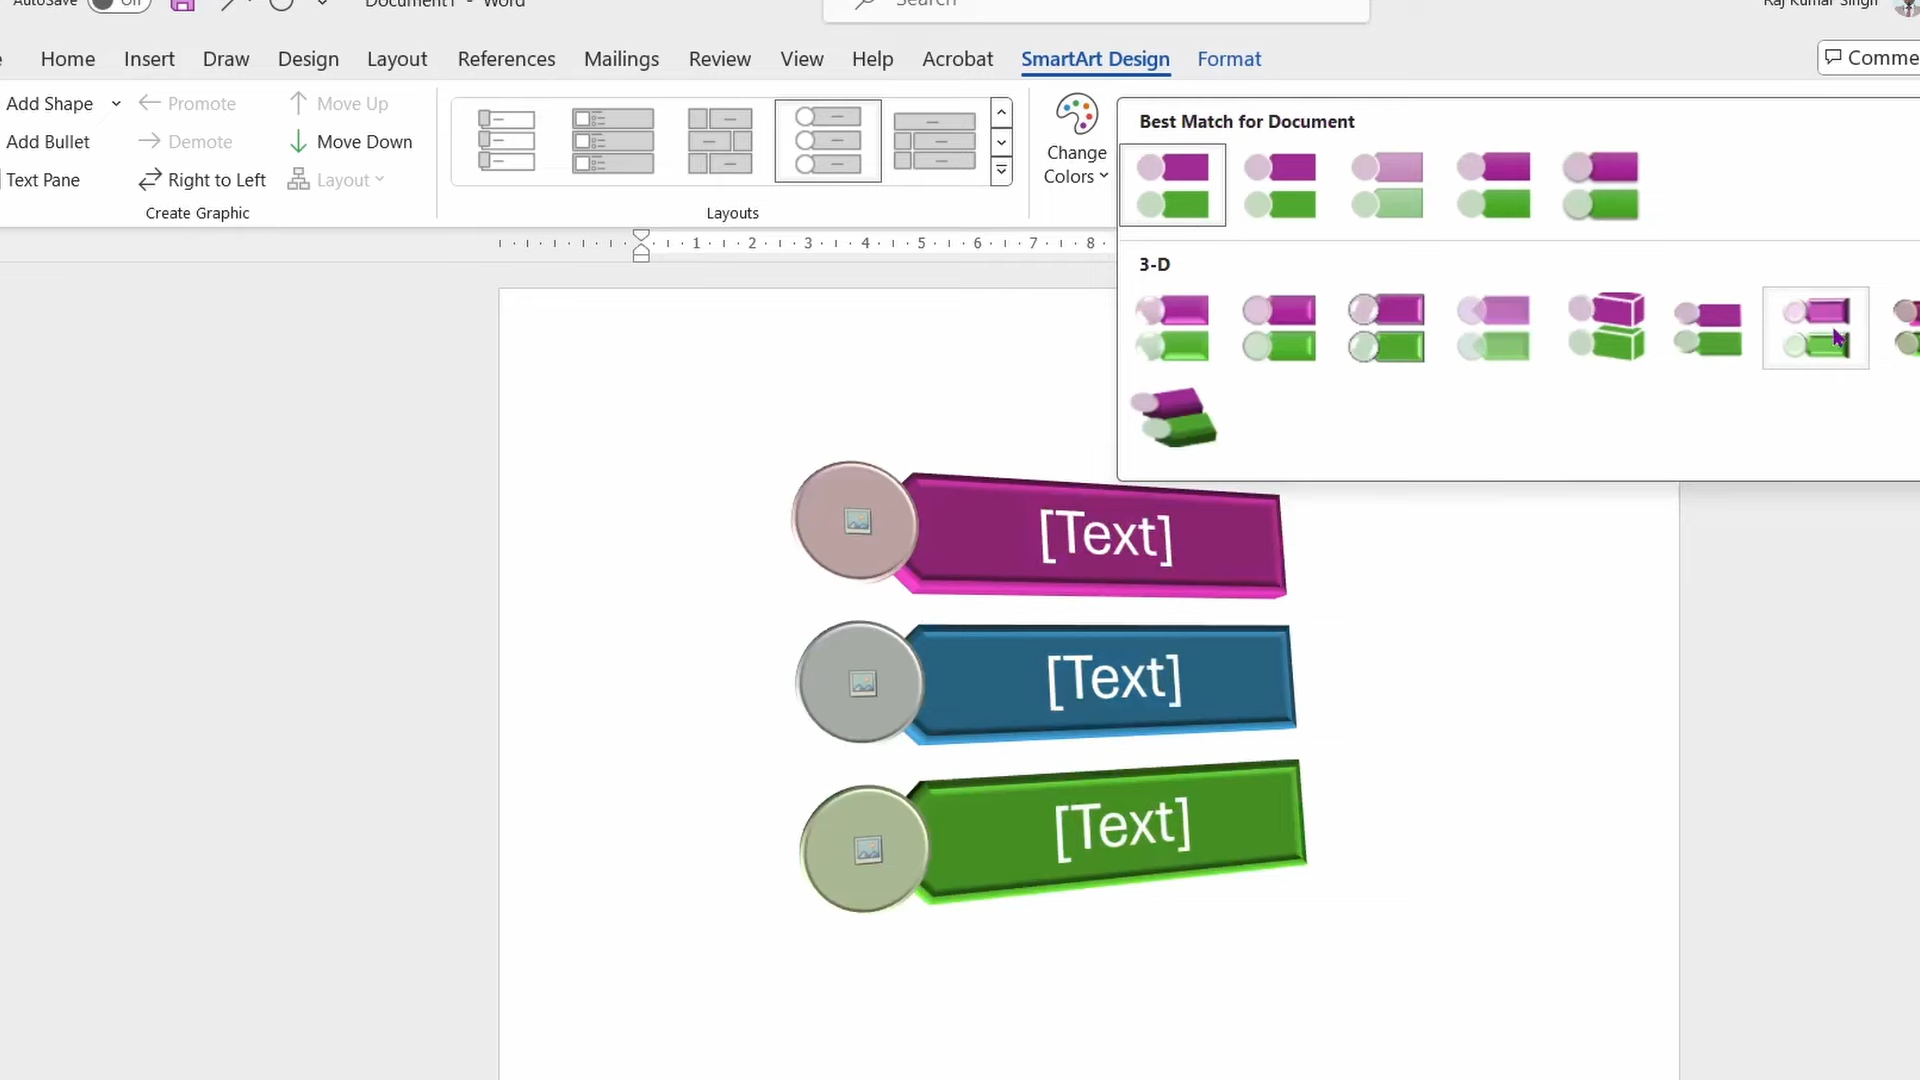 AutoSave Off Document1 - Word Search Raj Kumar Singh
Home Insert Draw Design Layout References Mailings Review View Help Acrobat SmartArt Design Format Comme
Add Shape Promote Move Up
Add Bullet Demote Move Down
Text Pane Right to Left Layout
Create Graphic
Layouts
Change
Colors
Best Match for Document
3-D
1 2 3 4 5 6 7 8
[Text]
[Text]
[Text]